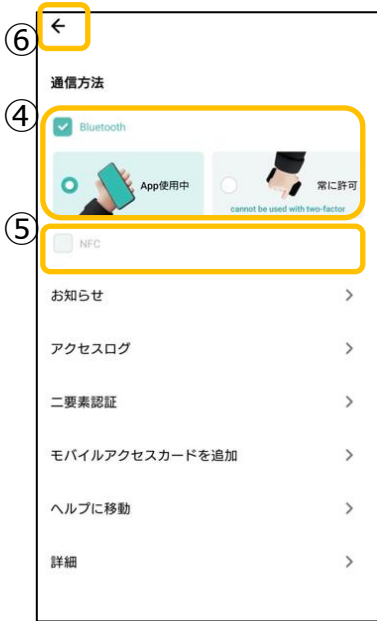 ⑥
通信方法
④
Bluetooth
App使用中
常に許可
cannot be used with two-factor
⑤
NFC
お知らせ
アクセスログ
二要素認証
モバイルアクセスカードを追加
ヘルプに移動
詳細